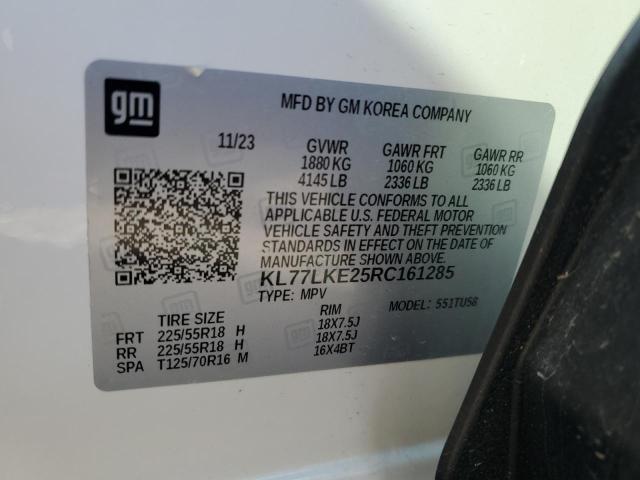 gm
MFD BY GM KOREA COMPANY
11/23 GVWR GAWR FRT GAWR RR
1880 KG 1060 KG 1060 KG
4145 LB 2336 LB 2336 LB
THIS VEHICLE CONFORMS TO ALL
APPLICABLE U.S. FEDERAL MOTOR
VEHICLE SAFETY AND THEFT PREVENTION
STANDARDS IN EFFECT ON THE DATE OF
MANUFACTURE SHOWN ABOVE.
KL77LKE25RC161285
TYPE: MPV MODEL: 551TUS8
TIRE SIZE RIM
FRT 225/55R18 H 18X7.5J
RR 225/55R18 H 18X7.5J
SPA T125/70R16 M 16X4BT